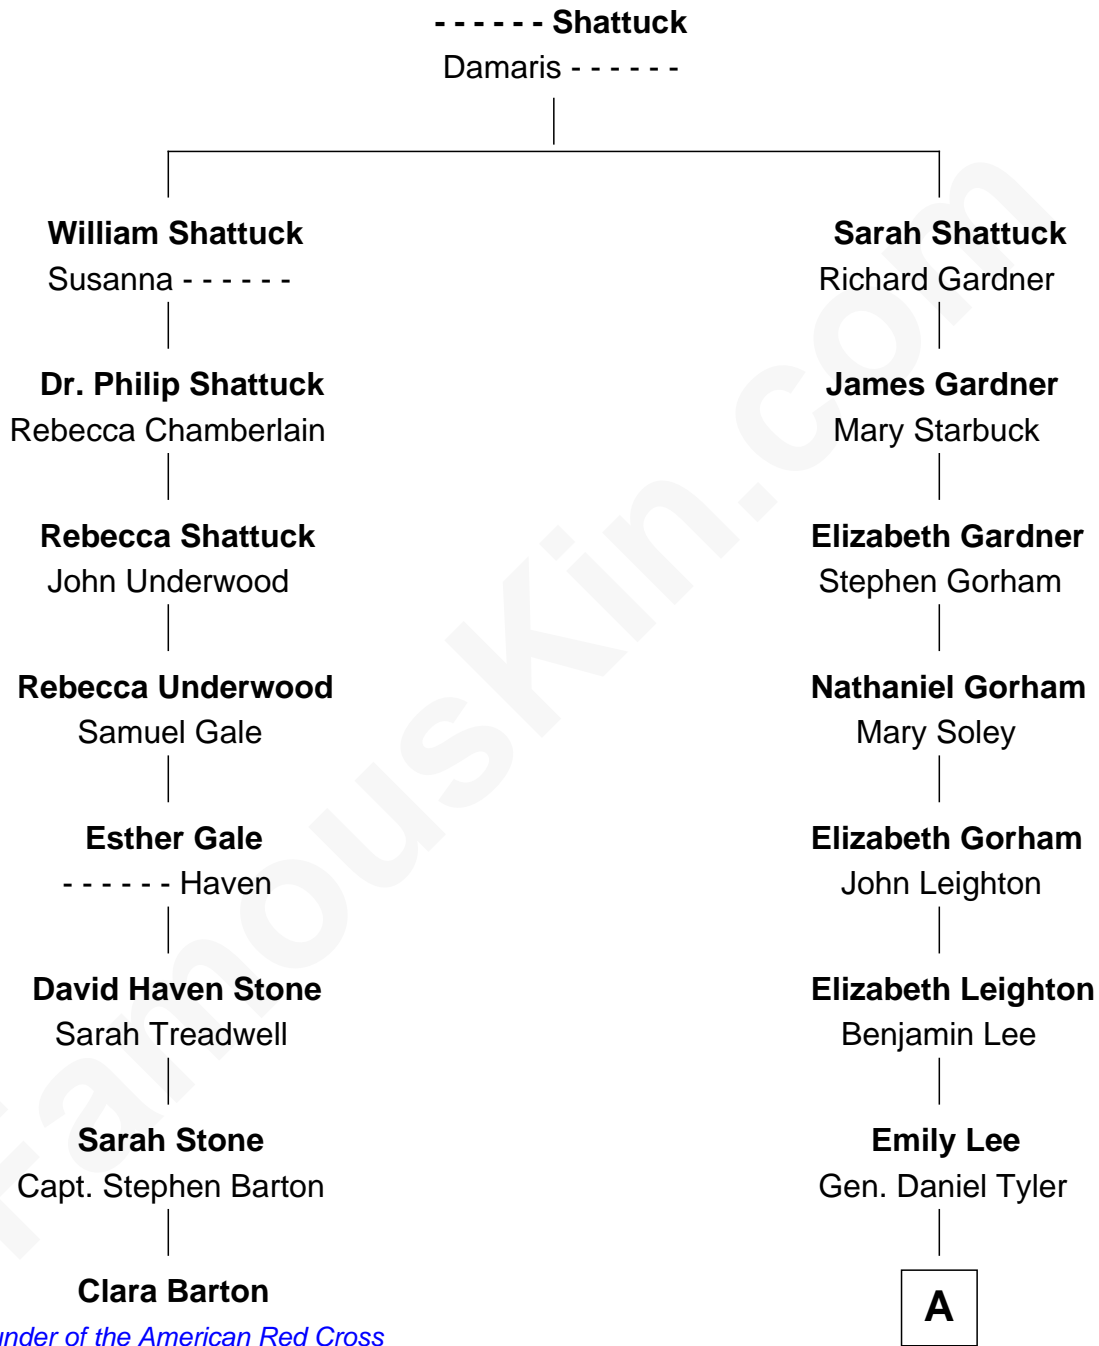 - - - - - - Shattuck
Damaris - - - - - -
William Shattuck
Susanna - - - - - -
Dr. Philip Shattuck
Rebecca Chamberlain
Rebecca Shattuck
John Underwood
Rebecca Underwood
Samuel Gale
Esther Gale
- - - - - - Haven
David Haven Stone
Sarah Treadwell
Sarah Stone
Capt. Stephen Barton
Clara Barton
under of the American Red Cross
Sarah Shattuck
Richard Gardner
James Gardner
Mary Starbuck
Elizabeth Gardner
Stephen Gorham
Nathaniel Gorham
Mary Soley
Elizabeth Gorham
John Leighton
Elizabeth Leighton
Benjamin Lee
Emily Lee
Gen. Daniel Tyler
A
FamousKin.com